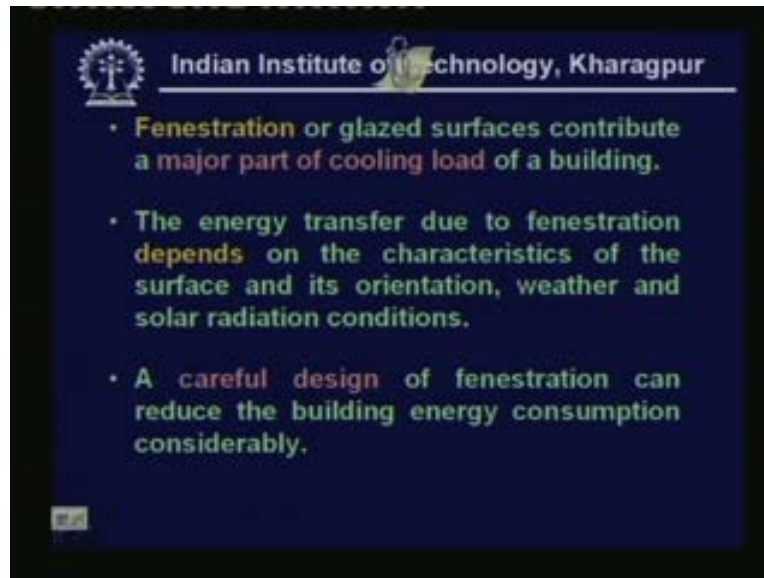 Indian Institute of Technology, Kharagpur
• Fenestration or glazed surfaces contribute
a major part of cooling load of a building.
• The energy transfer due to fenestration
depends on the characteristics of the
surface and its orientation, weather and
solar radiation conditions.
• A careful design of fenestration can
reduce the building energy consumption
considerably.